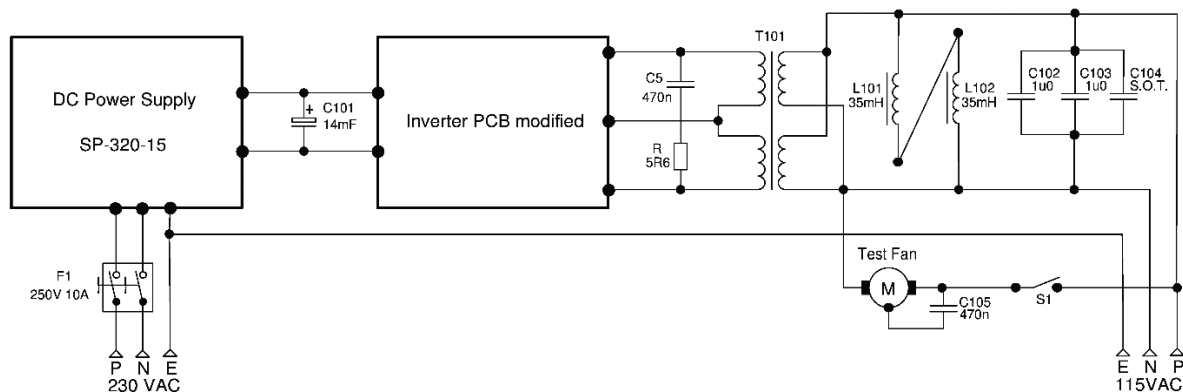 DC Power Supply
SP-320-15
C101
14mF
+
Inverter PCB modified
C5
470n
R
5R6
T101
L101
35mH
L102
35mH
C102
1u0
C103
1u0
C104
S.O.T.
F1
250V 10A
P N E
230 VAC
Test Fan
M
C105
470n
S1
E N P
115VAC